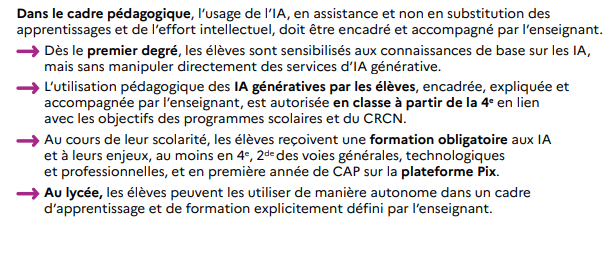 Dans le cadre pédagogique, l’usage de l’IA, en assistance et non en substitution des
apprentissages et de l’effort intellectuel, doit être encadré et accompagné par l’enseignant.
Dès le premier degré, les élèves sont sensibilisés aux connaissances de base sur les IA,
mais sans manipuler directement des services d’IA générative.
L’utilisation pédagogique des IA génératives par les élèves, encadrée, expliquée et
accompagnée par l’enseignant, est autorisée en classe à partir de la 4e en lien
avec les objectifs des programmes scolaires et du CRCN.
Au cours de leur scolarité, les élèves reçoivent une formation obligatoire aux IA
et à leurs enjeux, au moins en 4e, 2de des voies générales, technologiques
et professionnelles, et en première année de CAP sur la plateforme Pix.
Au lycée, les élèves peuvent les utiliser de manière autonome dans un cadre
d’apprentissage et de formation explicitement défini par l’enseignant.